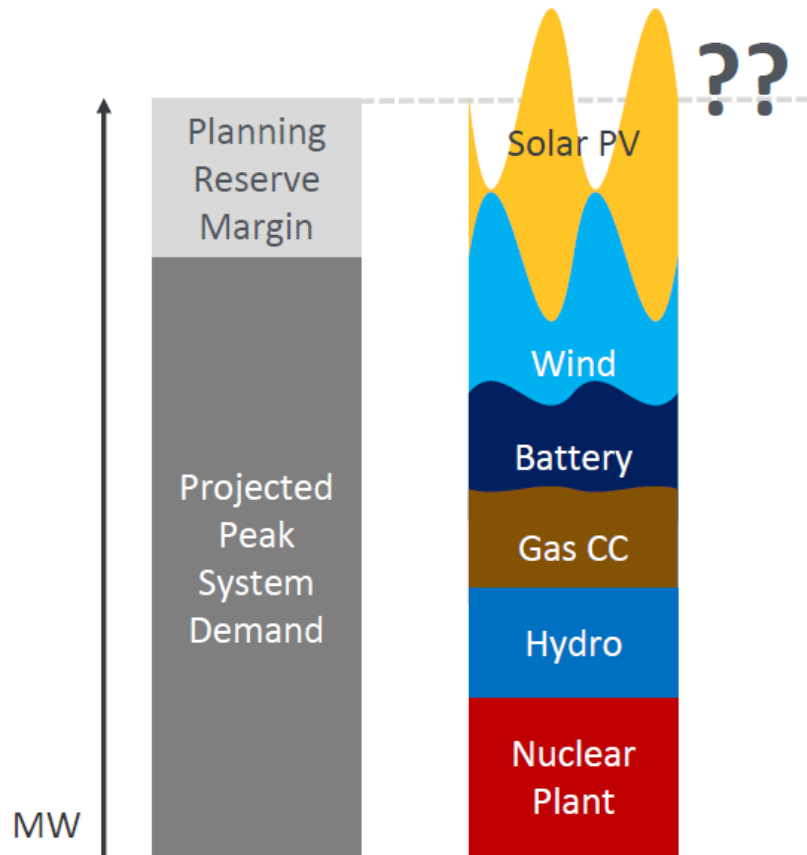 Planning
Reserve
Margin
Projected
Peak
System
Demand
MW
??
Solar PV
Wind
Battery
Gas CC
Hydro
Nuclear
Plant